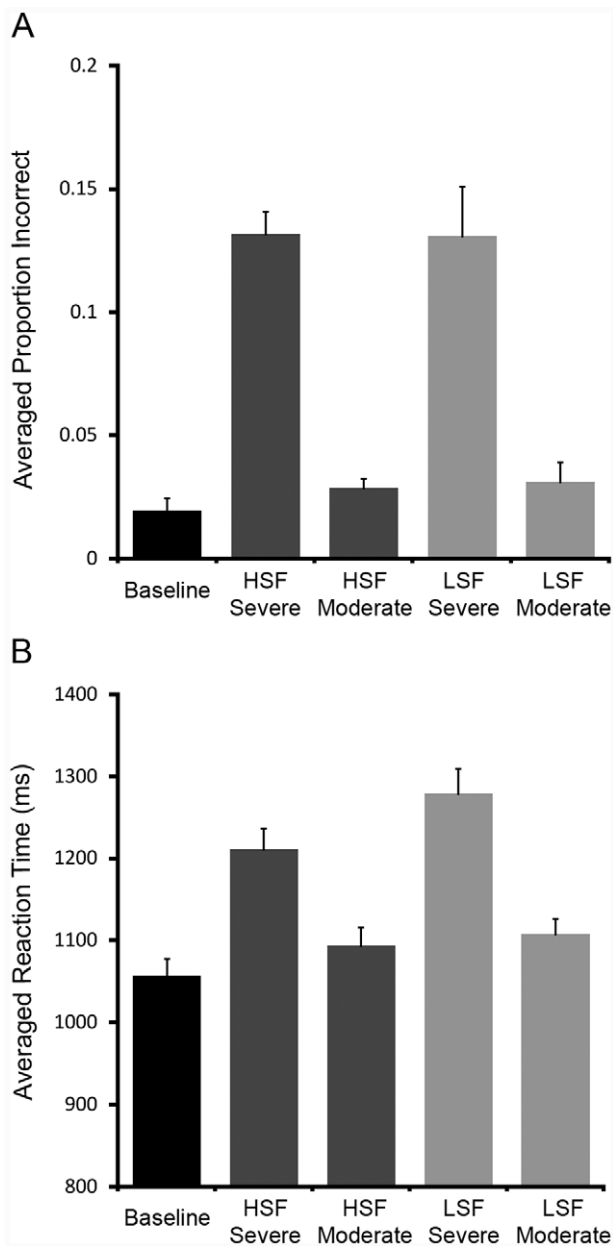 A
0.2
0.15
0.1
0.05
0
Averaged Proportion Incorrect
Baseline
HSF
Severe
HSF
Moderate
LSF
Severe
LSF
Moderate
B
1400
1300
1200
1100
1000
900
800
Averaged Reaction Time (ms)
Baseline
HSF
Severe
HSF
Moderate
LSF
Severe
LSF
Moderate